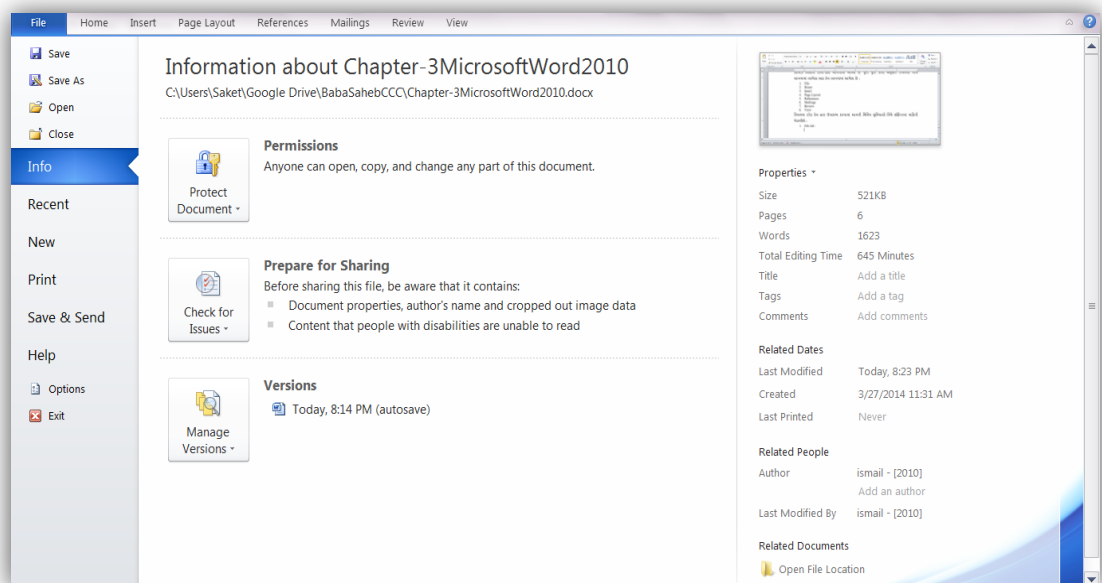 File Home Insert Page Layout References Mailings Review View
Save
Save As
Open
Close
Info
Recent
New
Print
Save & Send
Help
Options
Exit
Information about Chapter-3MicrosoftWord2010
C:\Users\Saket\Google Drive\BabaSahebCCC\Chapter-3MicrosoftWord2010.docx
Protect
Document
Permissions
Anyone can open, copy, and change any part of this document.
Check for
Issues
Prepare for Sharing
Before sharing this file, be aware that it contains:
Document properties, author's name and cropped out image data
Content that people with disabilities are unable to read
Manage
Versions
Versions
Today, 8:14 PM (autosave)
Properties
Size 521KB
Pages 6
Words 1623
Total Editing Time 645 Minutes
Title Add a title
Tags Add a tag
Comments Add comments
Related Dates
Last Modified Today, 8:23 PM
Created 3/27/2014 11:31 AM
Last Printed Never
Related People
Author ismail - [2010]
Add an author
Last Modified By ismail - [2010]
Related Documents
Open File Location